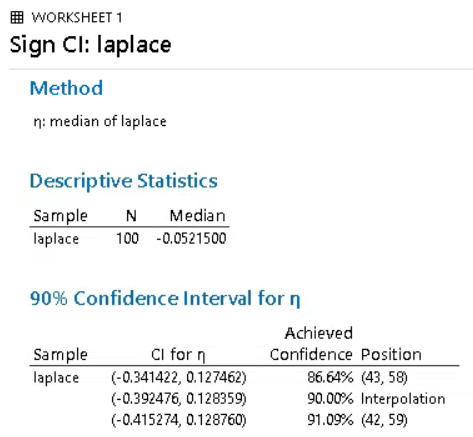 WORKSHEET 1
Sign CI: laplace
Method
η: median of laplace
Descriptive Statistics
Sample N Median
laplace 100 -0.0521500
90% Confidence Interval for η
Achieved
Sample CI for η Confidence Position
laplace (-0.341422, 0.127462) 86.64% (43, 58)
(-0.392476, 0.128359) 90.00% Interpolation
(-0.415274, 0.128760) 91.09% (42, 59)